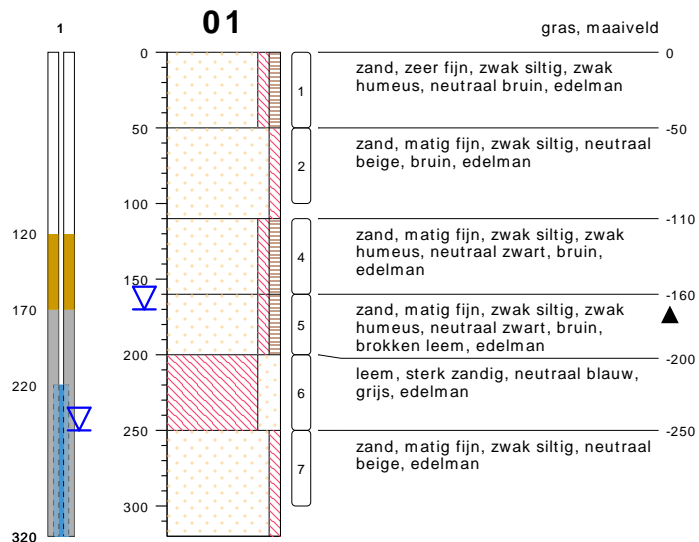 1
01
gras, maaiveld
0
0
1
zand, zeer fijn, zwak siltig, zwak
humeus, neutraal bruin, edelman
50
-50
2
zand, matig fijn, zwak siltig, neutraal
beige, bruin, edelman
100
-110
120
4
zand, matig fijn, zwak siltig, zwak
humeus, neutraal zwart, bruin,
edelman
150
-160
170
5
zand, matig fijn, zwak siltig, zwak
humeus, neutraal zwart, bruin,
brokken leem, edelman
200
-200
220
6
leem, sterk zandig, neutraal blauw,
grijs, edelman
250
-250
7
zand, matig fijn, zwak siltig, neutraal
beige, edelman
300
320